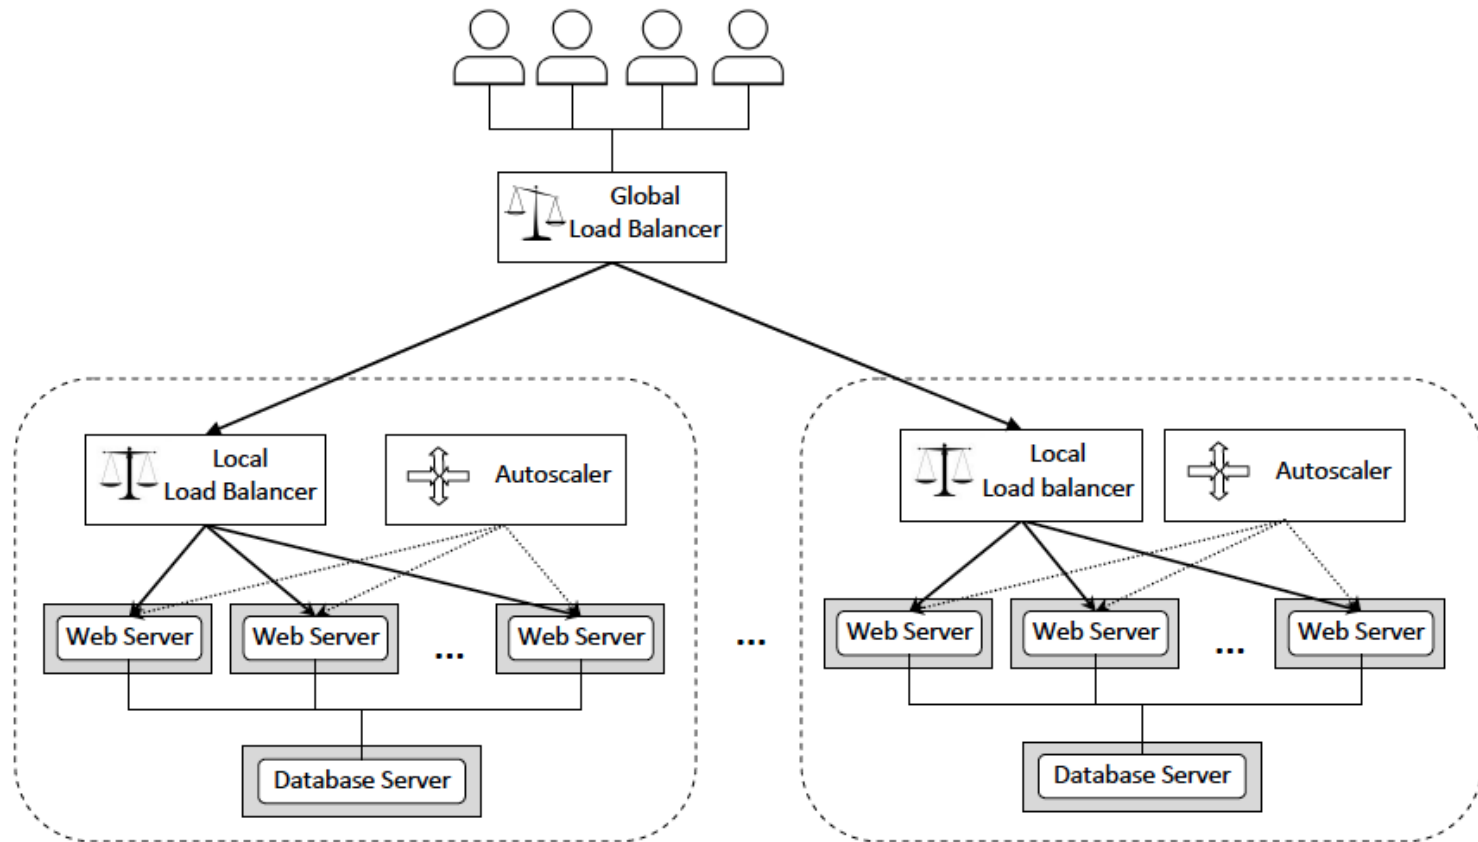 Global
Load Balancer
Local
Load Balancer
Autoscaler
Web Server
Web Server
...
Web Server
Database Server
...
Local
Load balancer
Autoscaler
Web Server
Web Server
...
Web Server
Database Server